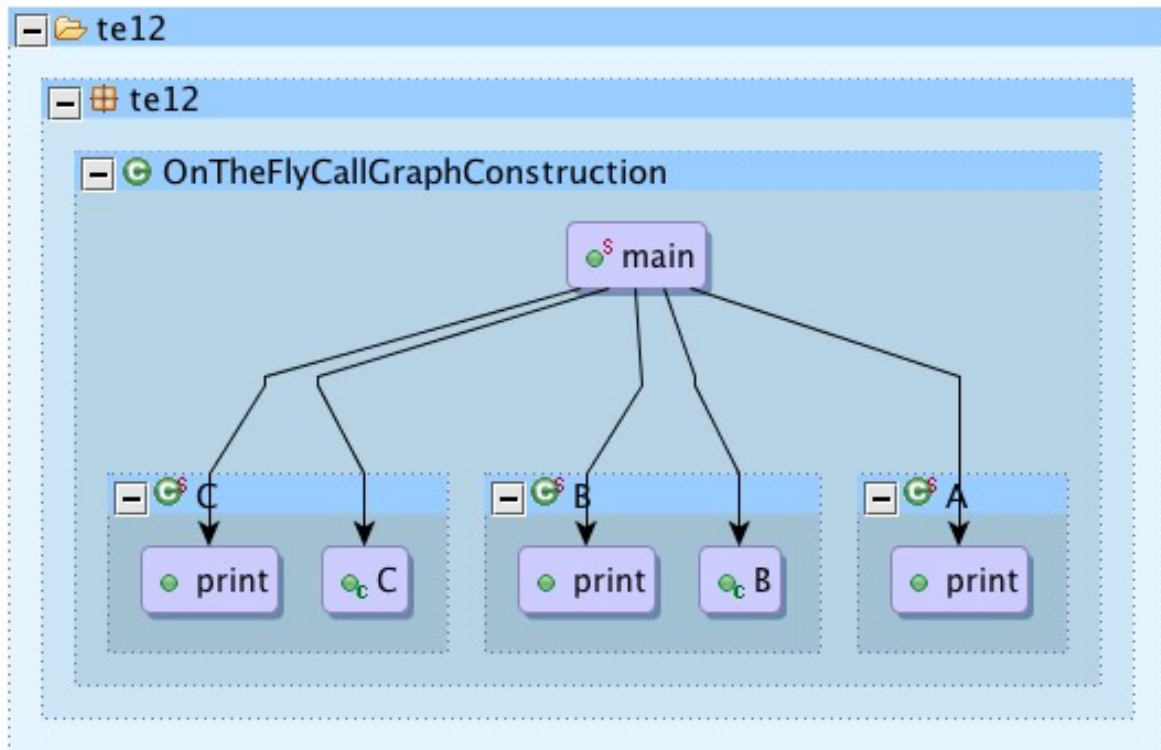 te12
te12
OnTheFlyCallGraphConstruction
S main
C S C
C S B
C S A
print
C C
print
C B
print